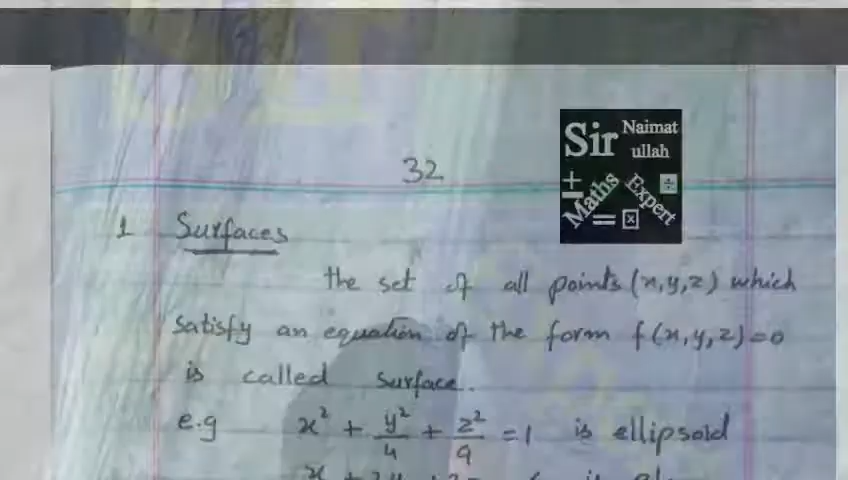 Sir Naimat ullah
Maths Expert
32
1 Surfaces
the set of all points (x,y,z) which
satisfy an equation of the form f(x,y,z)=0
is called surface.
e.g x² + y²/4 + z²/9 = 1 is ellipsoid